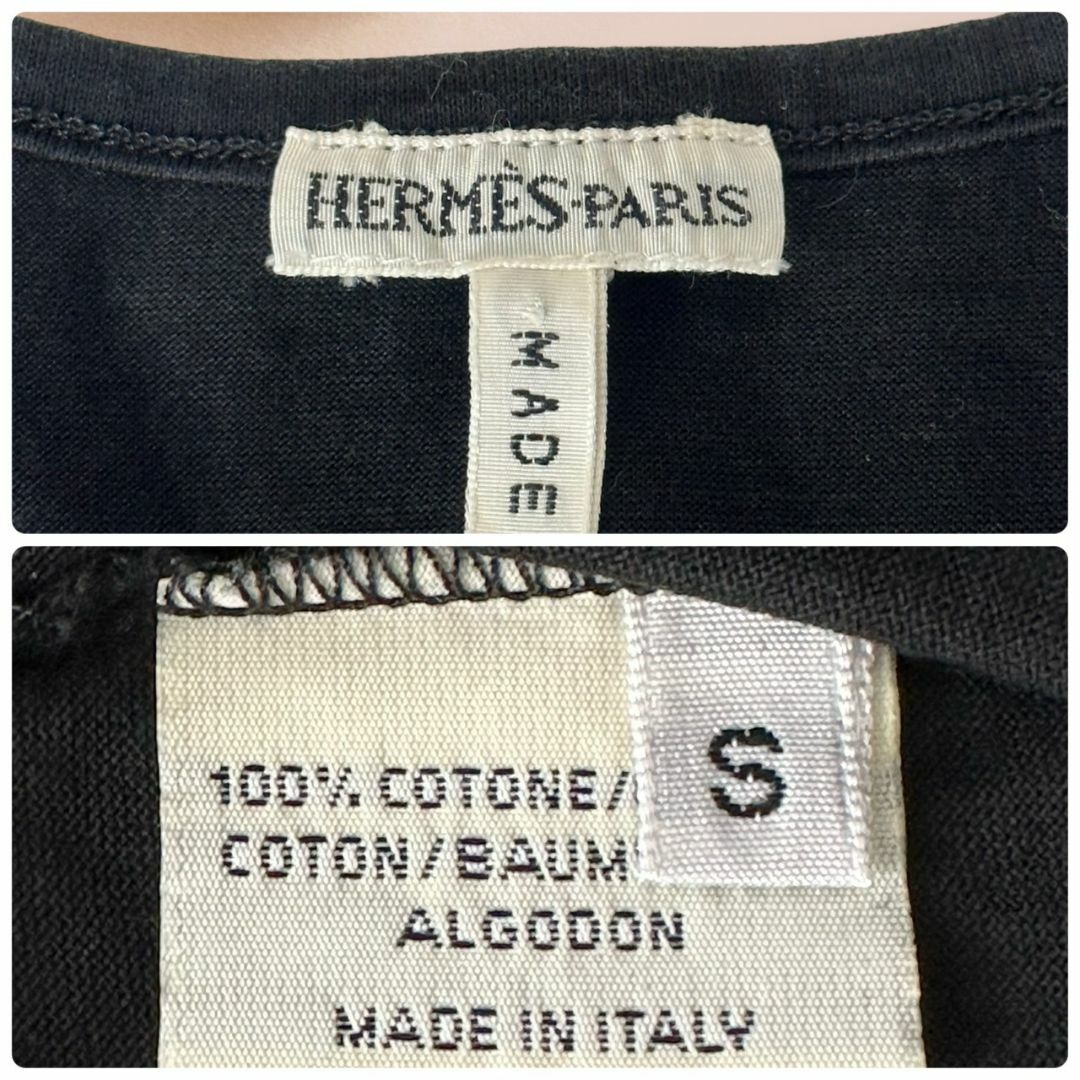 HERMÈS-PARIS
MADE
S
100% COTONE/
COTON/BAUM
ALGODON
MADE IN ITALY